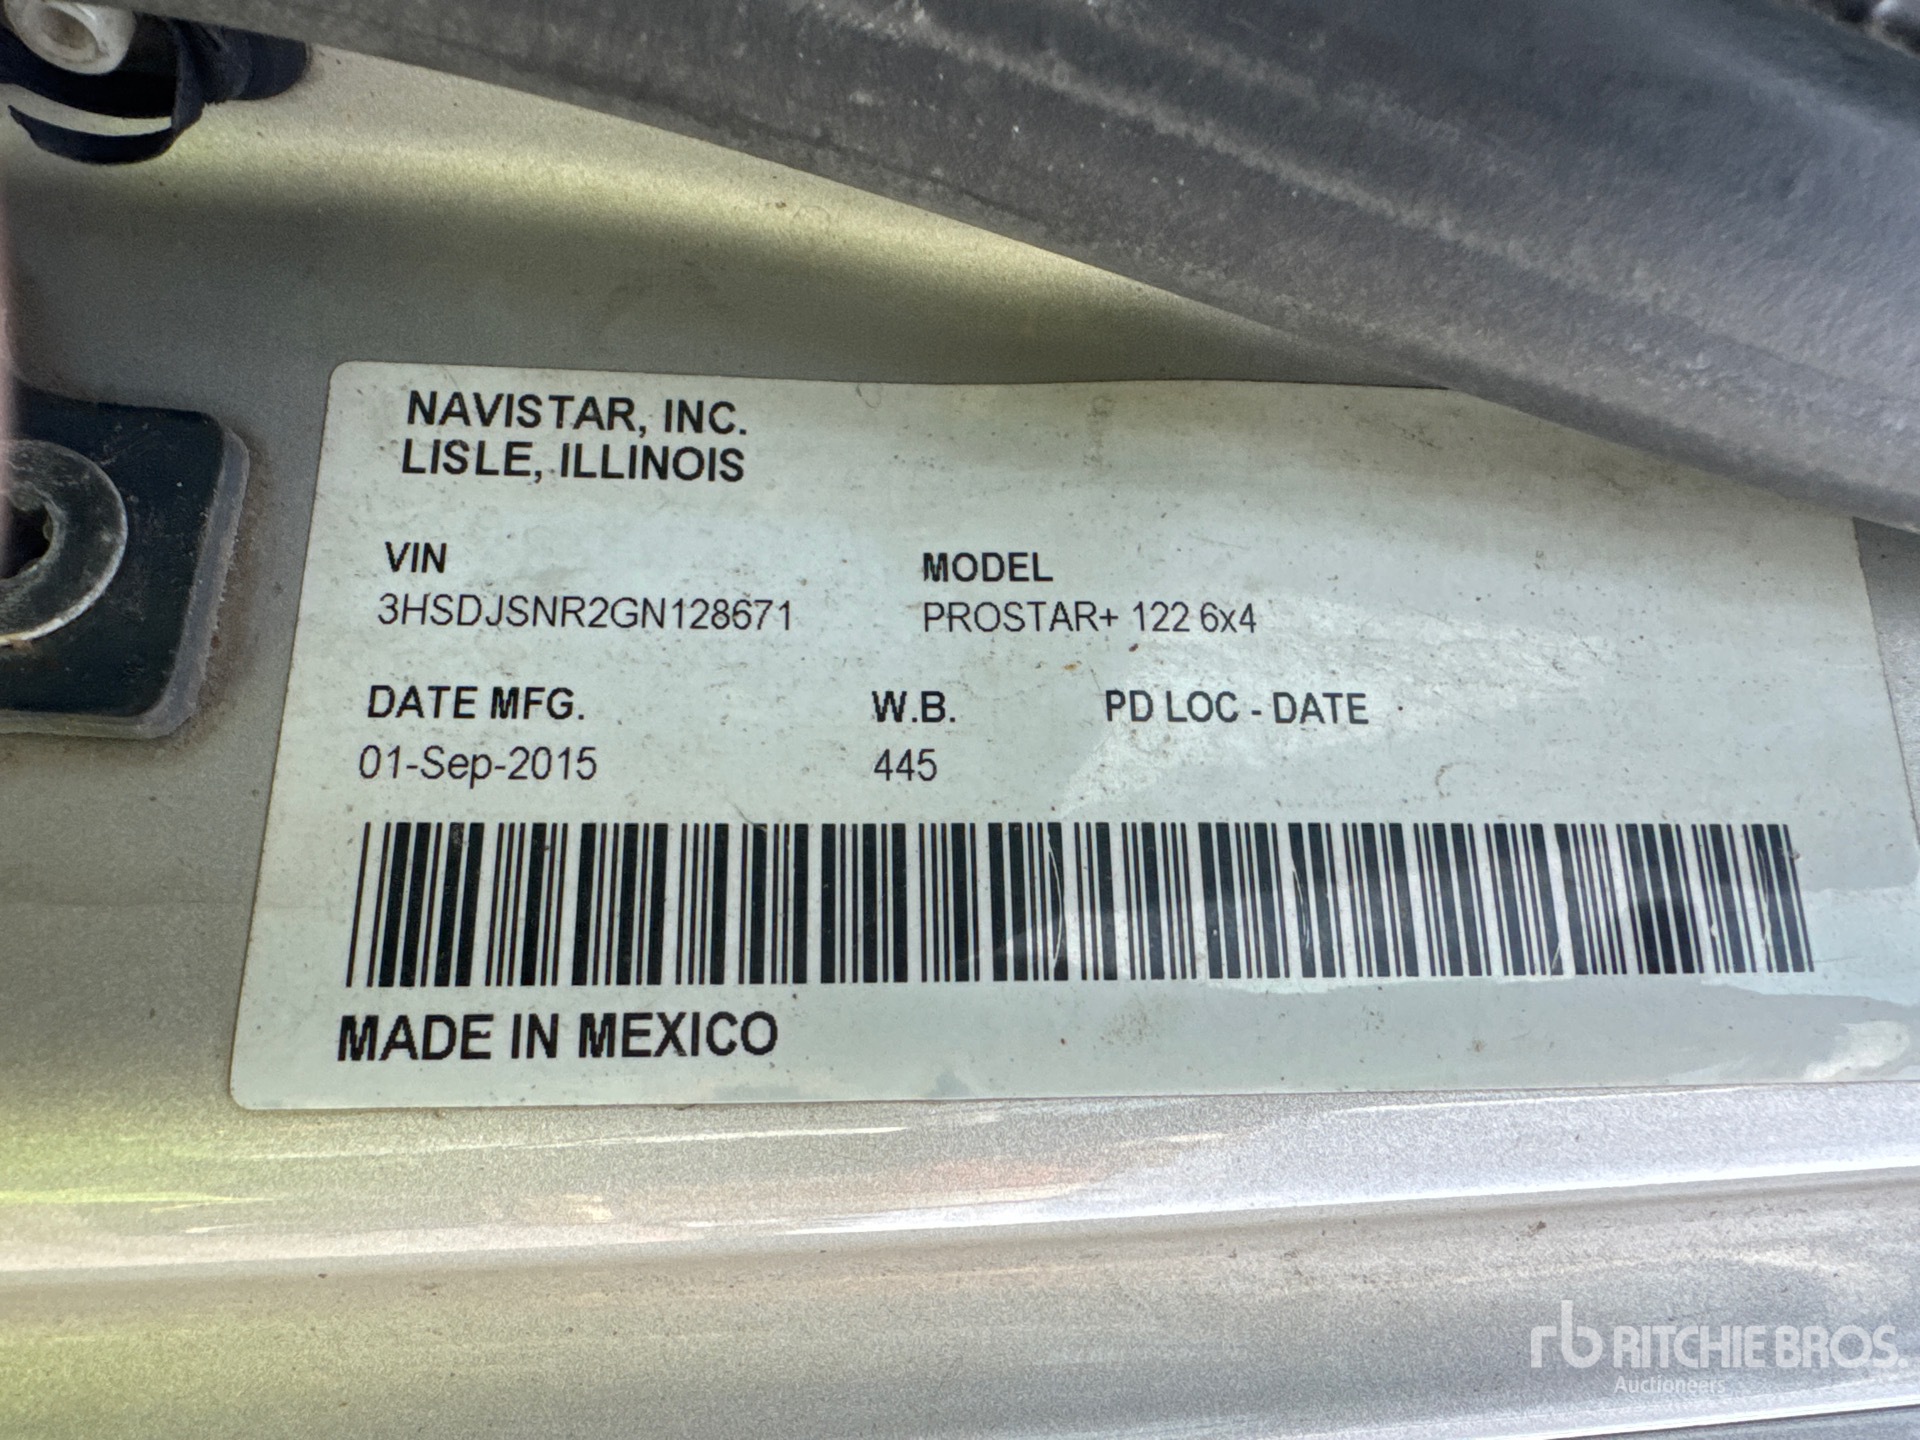 NAVISTAR, INC.
LISLE, ILLINOIS
VIN MODEL
3HSDJSNR2GN128671 PROSTAR+ 122 6x4
DATE MFG. W.B. PD LOC - DATE
01-Sep-2015 445
MADE IN MEXICO
rb RITCHIE BROS.
Auctioneers